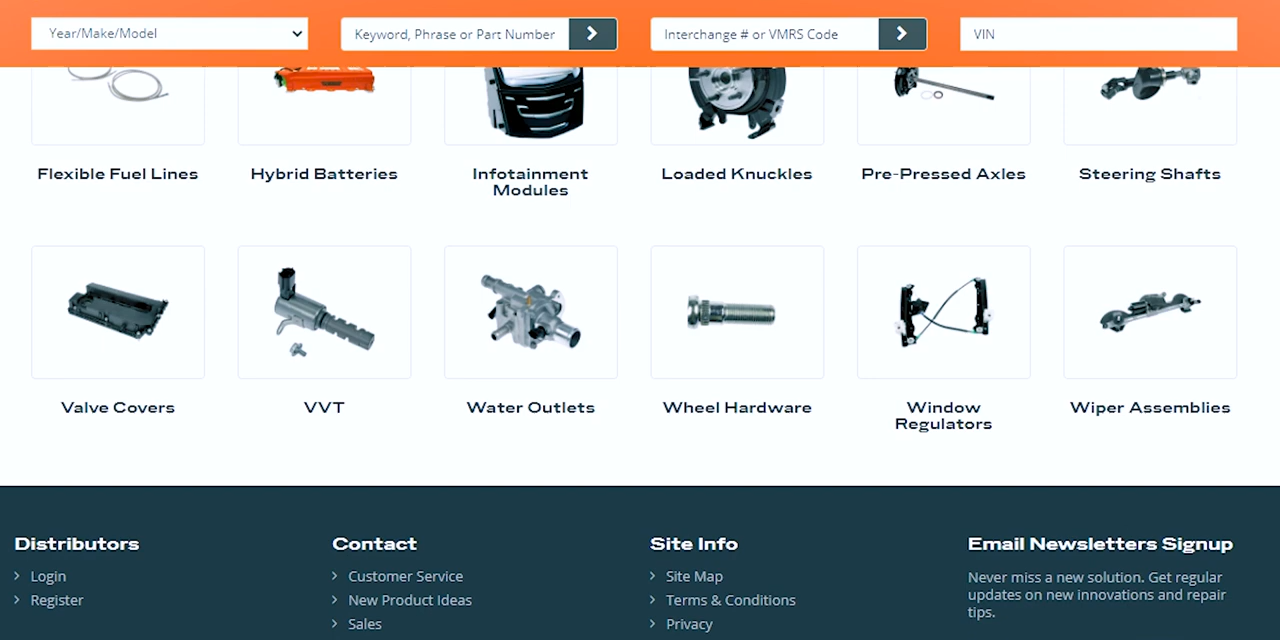 Year/Make/Model
Keyword, Phrase or Part Number
Interchange # or VMRS Code
VIN
Flexible Fuel Lines
Hybrid Batteries
Infotainment
Modules
Loaded Knuckles
Pre-Pressed Axles
Steering Shafts
Valve Covers
VVT
Water Outlets
Wheel Hardware
Window
Regulators
Wiper Assemblies
Distributors
Login
Register
Contact
Customer Service
New Product Ideas
Sales
Site Info
Site Map
Terms & Conditions
Privacy
Email Newsletters Signup
Never miss a new solution. Get regular
updates on new innovations and repair
tips.